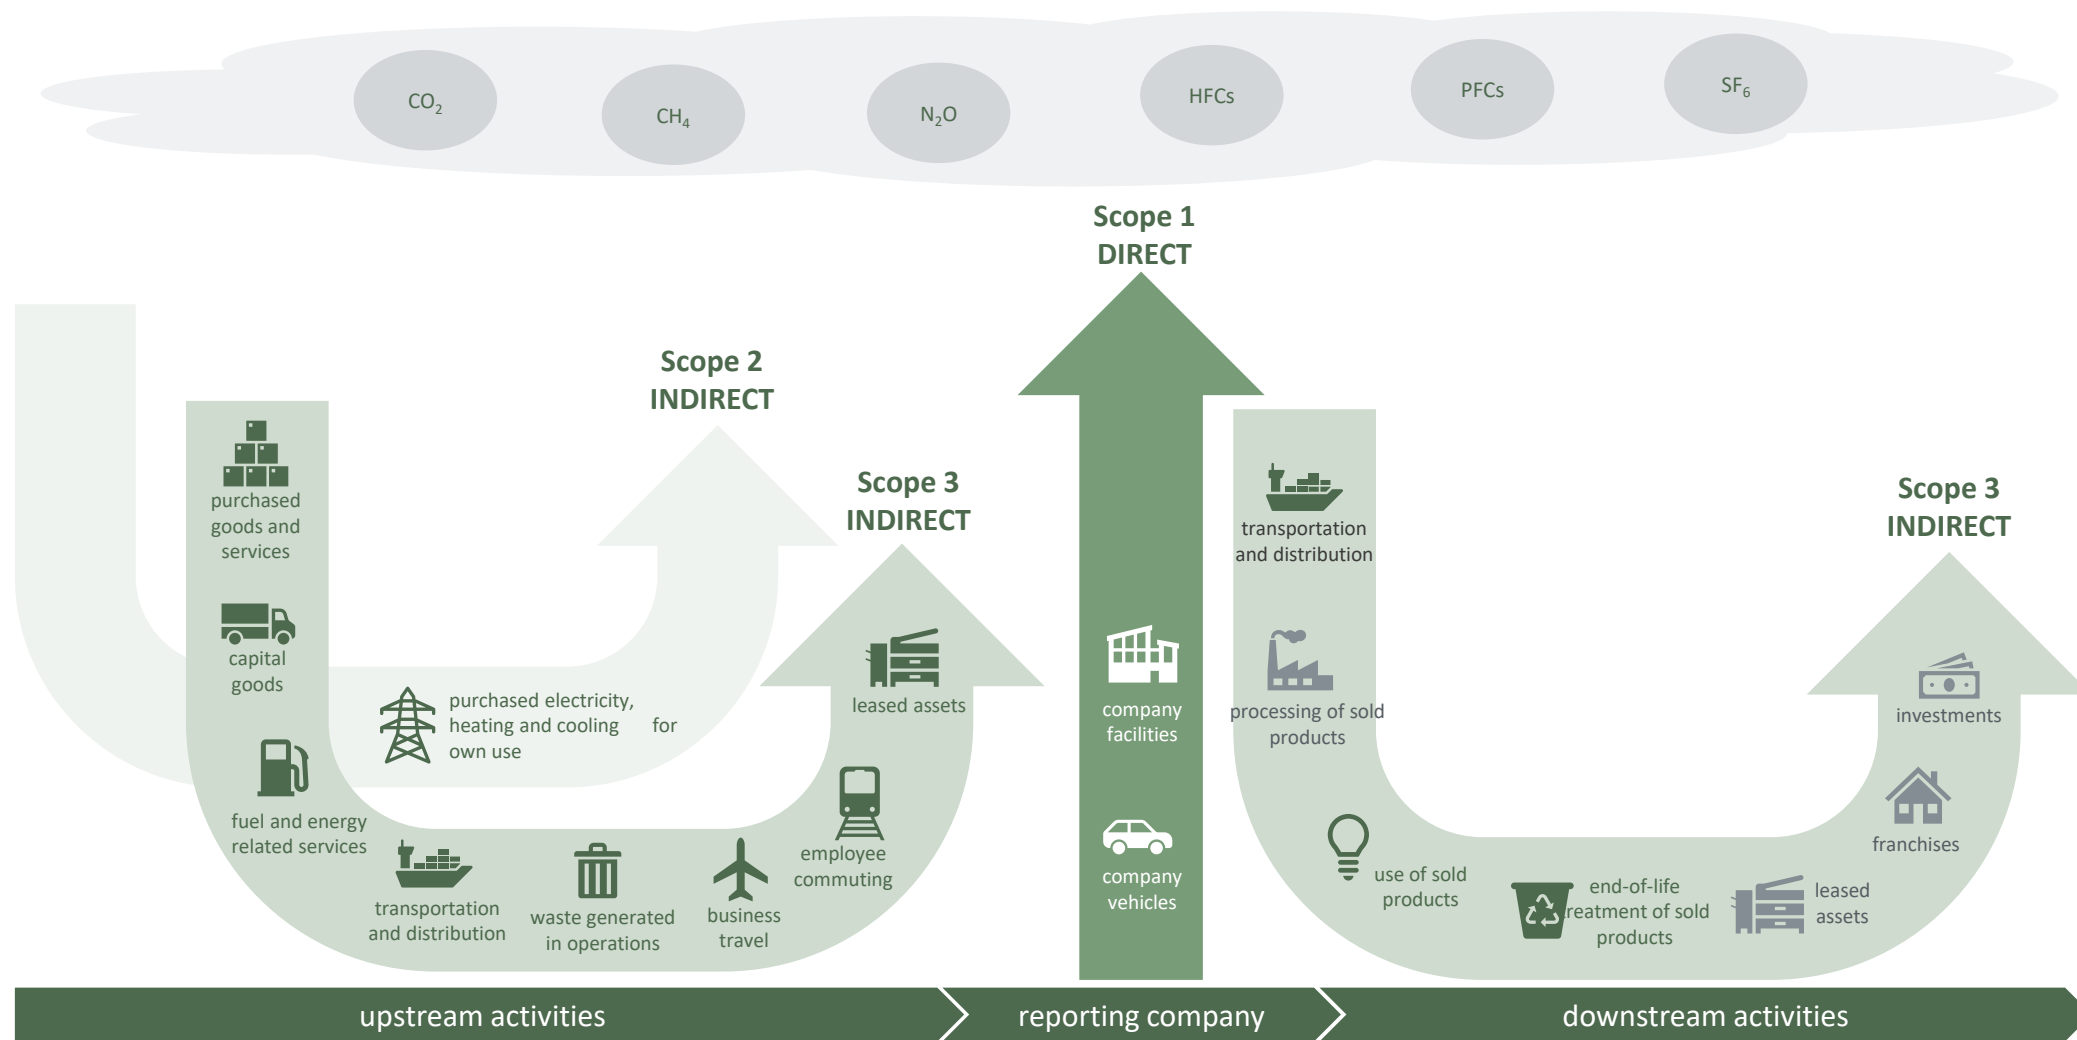 CO₂
CH₄
N₂O
HFCs
PFCs
SF₆
Scope 1
DIRECT
Scope 2
INDIRECT
Scope 3
INDIRECT
Scope 3
INDIRECT
purchased
goods and
services
capital
goods
fuel and energy
related services
purchased electricity,
heating and cooling for
own use
transportation
and distribution
waste generated
in operations
business
travel
employee
commuting
leased assets
company
facilities
company
vehicles
transportation
and distribution
processing of sold
products
use of sold
products
end-of-life
treatment of sold
products
leased
assets
franchises
investments
upstream activities
reporting company
downstream activities